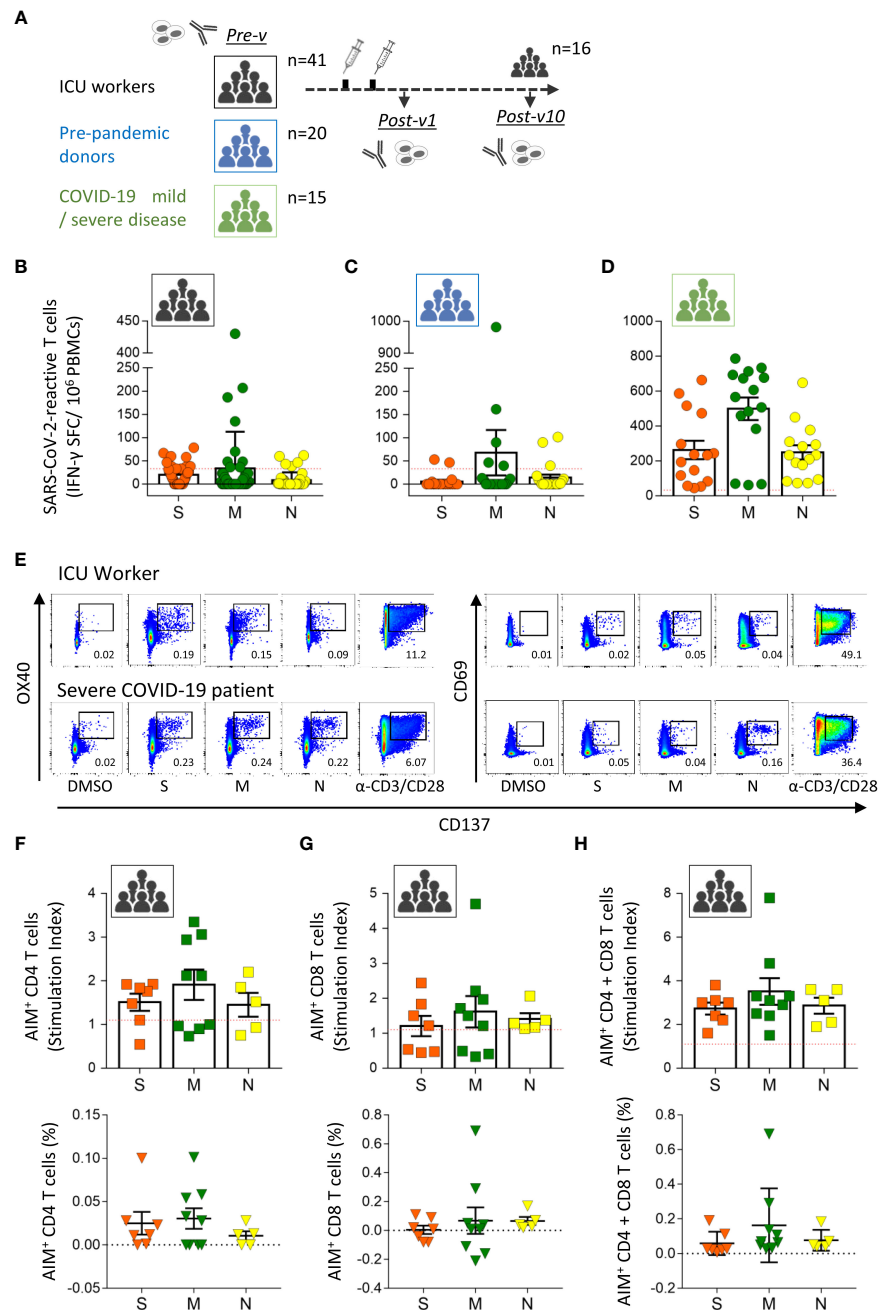 A
Pre-v
n=41
n=16
ICU workers
Post-v1
Post-v10
Pre-pandemic
donors
n=20
COVID-19 mild
/ severe disease
n=15
B
C
D
SARS-CoV-2-reactive T cells
(IFN-γ SFC/ 10⁶ PBMCs)
450
400
250
200
150
100
50
0
S M N
1000
900
250
200
150
100
50
0
S M N
1000
800
600
400
200
0
S M N
E
ICU Worker
OX40
CD69
0.02 0.19 0.15 0.09 11.2
0.01 0.02 0.05 0.04 49.1
Severe COVID-19 patient
0.02 0.23 0.24 0.22 6.07
0.01 0.05 0.04 0.16 36.4
DMSO S M N α-CD3/CD28
DMSO S M N α-CD3/CD28
CD137
F
G
H
AIM⁺ CD4 T cells
(Stimulation Index)
4
3
2
1
0
S M N
AIM⁺ CD8 T cells
(Stimulation Index)
5
4
3
2
1
0
S M N
AIM⁺ CD4 + CD8 T cells
(Stimulation Index)
8
6
4
2
0
S M N
AIM⁺ CD4 T cells (%)
0.15
0.10
0.05
0.00
-0.05
S M N
AIM⁺ CD8 T cells (%)
0.8
0.6
0.4
0.2
0.0
-0.2
-0.4
S M N
AIM⁺ CD4 + CD8 T cells (%)
0.8
0.6
0.4
0.2
0.0
-0.2
S M N